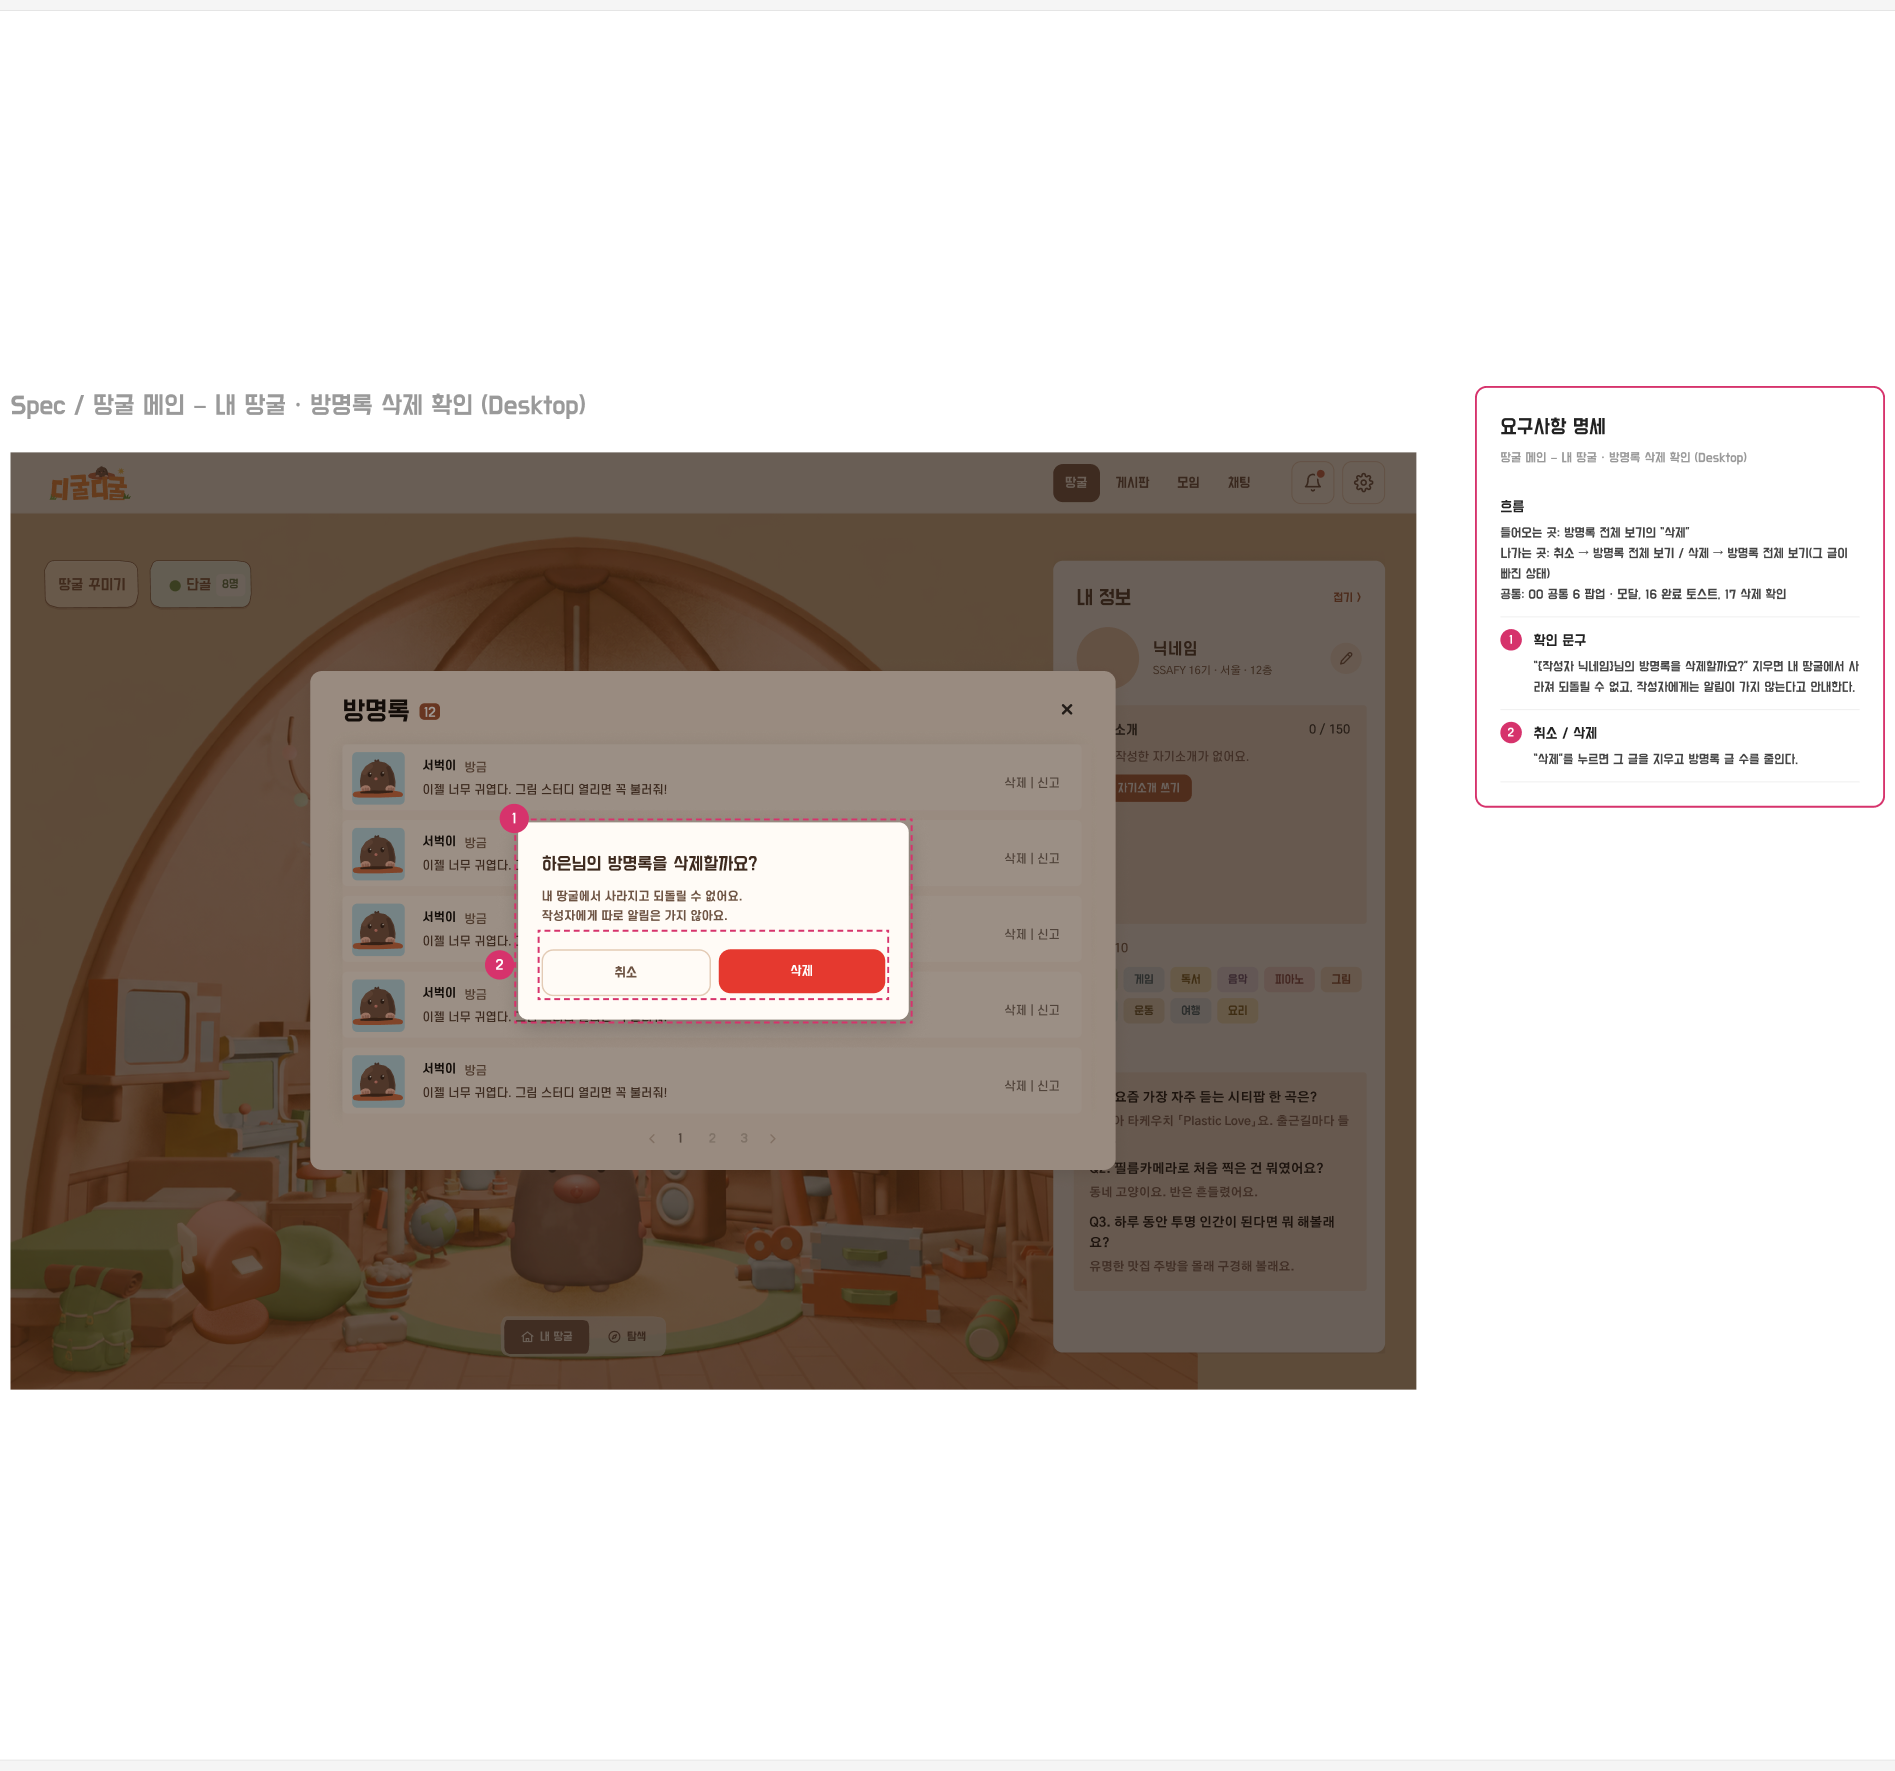 Spec / 땅굴 메인 – 내 땅굴 · 방명록 삭제 확인 (Desktop)
디굴디굴
땅굴
게시판
모임
채팅
땅굴 꾸미기
단골 8명
내 정보
접기 〉
닉네임
SSAFY 16기 · 서울 · 12층
소개
0 / 150
작성한 자기소개가 없어요.
자기소개 쓰기
10
게임
독서
음악
피아노
그림
운동
여행
요리
요즘 가장 자주 듣는 시티팝 한 곡은?
아 타케우치 「Plastic Love」요. 출근길마다 들
Q2. 필름카메라로 처음 찍은 건 뭐였어요?
동네 고양이요. 반은 흔들렸어요.
Q3. 하루 동안 투명 인간이 된다면 뭐 해볼래
요?
유명한 맛집 주방을 몰래 구경해 볼래요.
방명록 12
서벅이 방금
이젤 너무 귀엽다. 그림 스터디 열리면 꼭 불러줘!
삭제 | 신고
서벅이 방금
이젤 너무 귀엽다.
삭제 | 신고
서벅이 방금
이젤 너무 귀엽다.
삭제 | 신고
서벅이 방금
이젤 너무 귀엽다.
삭제 | 신고
서벅이 방금
이젤 너무 귀엽다. 그림 스터디 열리면 꼭 불러줘!
삭제 | 신고
1 2 3
1
하은님의 방명록을 삭제할까요?
내 땅굴에서 사라지고 되돌릴 수 없어요.
작성자에게 따로 알림은 가지 않아요.
2
취소
삭제
내 땅굴
탐색
요구사항 명세
땅굴 메인 – 내 땅굴 · 방명록 삭제 확인 (Desktop)
흐름
들어오는 곳: 방명록 전체 보기의 "삭제"
나가는 곳: 취소 → 방명록 전체 보기 / 삭제 → 방명록 전체 보기(그 글이
빠진 상태)
공통: 00 공통 6 팝업 · 모달, 16 완료 토스트, 17 삭제 확인
1 확인 문구
"{작성자 닉네임}님의 방명록을 삭제할까요?" 지우면 내 땅굴에서 사
라져 되돌릴 수 없고, 작성자에게는 알림이 가지 않는다고 안내한다.
2 취소 / 삭제
"삭제"를 누르면 그 글을 지우고 방명록 글 수를 줄인다.